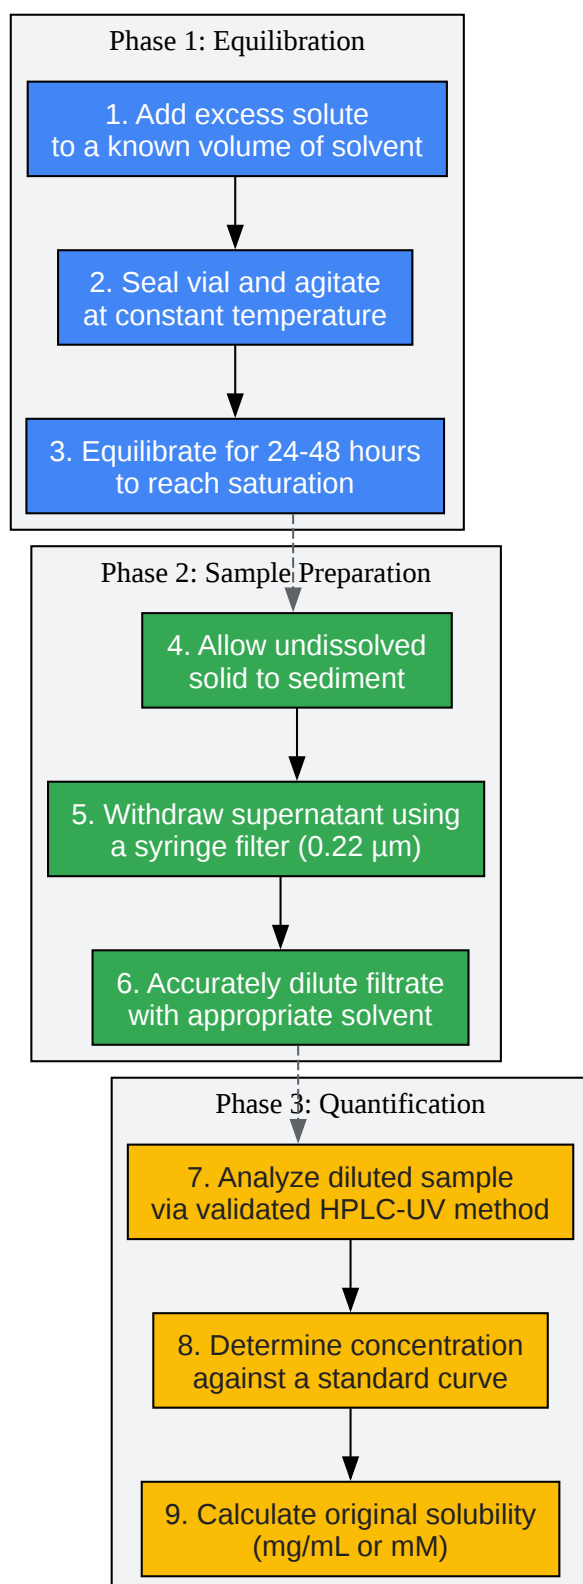 Phase 1: Equilibration
1. Add excess solute
to a known volume of solvent
2. Seal vial and agitate
at constant temperature
3. Equilibrate for 24-48 hours
to reach saturation
Phase 2: Sample Preparation
4. Allow undissolved
solid to sediment
5. Withdraw supernatant using
a syringe filter (0.22 µm)
6. Accurately dilute filtrate
with appropriate solvent
Phase 3: Quantification
7. Analyze diluted sample
via validated HPLC-UV method
8. Determine concentration
against a standard curve
9. Calculate original solubility
(mg/mL or mM)